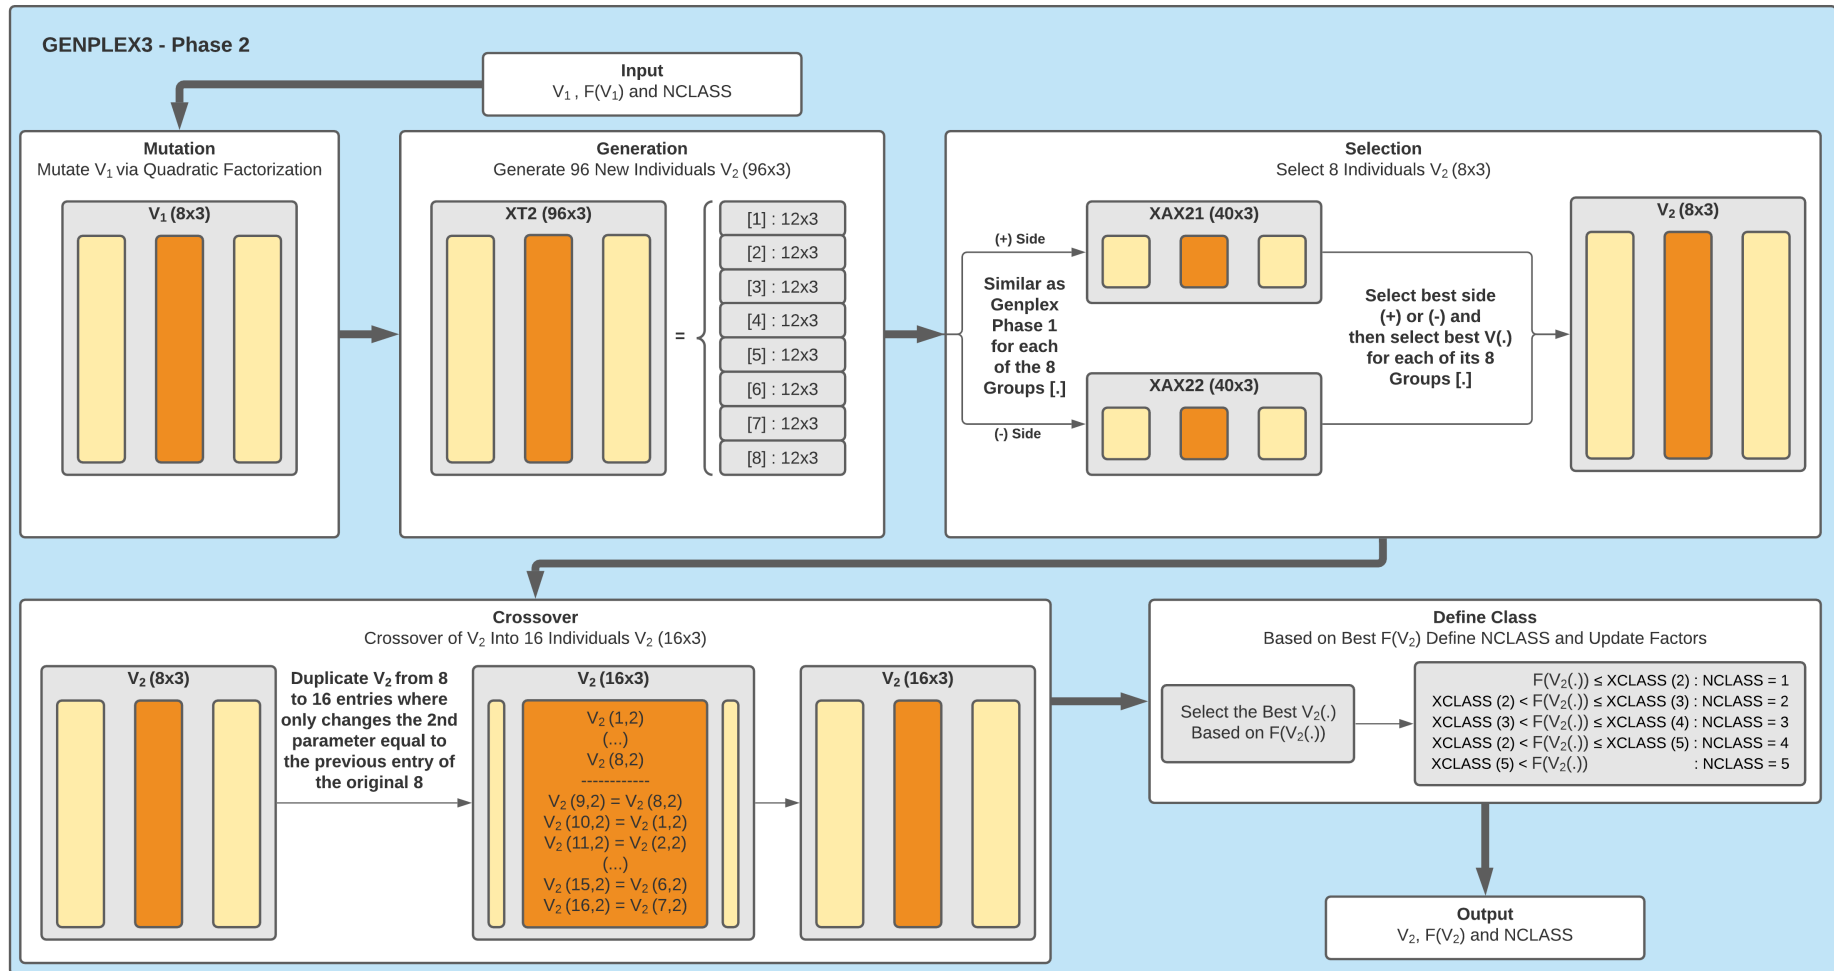 GENPLEX3 - Phase 2
Input
V₁ , F(V₁) and NCLASS
Mutation
Mutate V₁ via Quadratic Factorization
V₁ (8x3)
Generation
Generate 96 New Individuals V₂ (96x3)
XT2 (96x3)
=
[1] : 12x3
[2] : 12x3
[3] : 12x3
[4] : 12x3
[5] : 12x3
[6] : 12x3
[7] : 12x3
[8] : 12x3
Selection
Select 8 Individuals V₂ (8x3)
(+) Side
Similar as
Genplex
Phase 1
for each
of the 8
Groups [.]
(-) Side
XAX21 (40x3)
XAX22 (40x3)
Select best side
(+) or (-) and
then select best V(.)
for each of its 8
Groups [.]
V₂ (8x3)
Crossover
Crossover of V₂ Into 16 Individuals V₂ (16x3)
V₂ (8x3)
Duplicate V₂ from 8
to 16 entries where
only changes the 2nd
parameter equal to
the previous entry of
the original 8
V₂ (16x3)
V₂ (1,2)
(...)
V₂ (8,2)
------------
V₂ (9,2) = V₂ (8,2)
V₂ (10,2) = V₂ (1,2)
V₂ (11,2) = V₂ (2,2)
(...)
V₂ (15,2) = V₂ (6,2)
V₂ (16,2) = V₂ (7,2)
V₂ (16x3)
Define Class
Based on Best F(V₂) Define NCLASS and Update Factors
Select the Best V₂(.)
Based on F(V₂(.))
F(V₂(.)) ≤ XCLASS (2) : NCLASS = 1
XCLASS (2) < F(V₂(.)) ≤ XCLASS (3) : NCLASS = 2
XCLASS (3) < F(V₂(.)) ≤ XCLASS (4) : NCLASS = 3
XCLASS (2) < F(V₂(.)) ≤ XCLASS (5) : NCLASS = 4
XCLASS (5) < F(V₂(.)) : NCLASS = 5
Output
V₂, F(V₂) and NCLASS